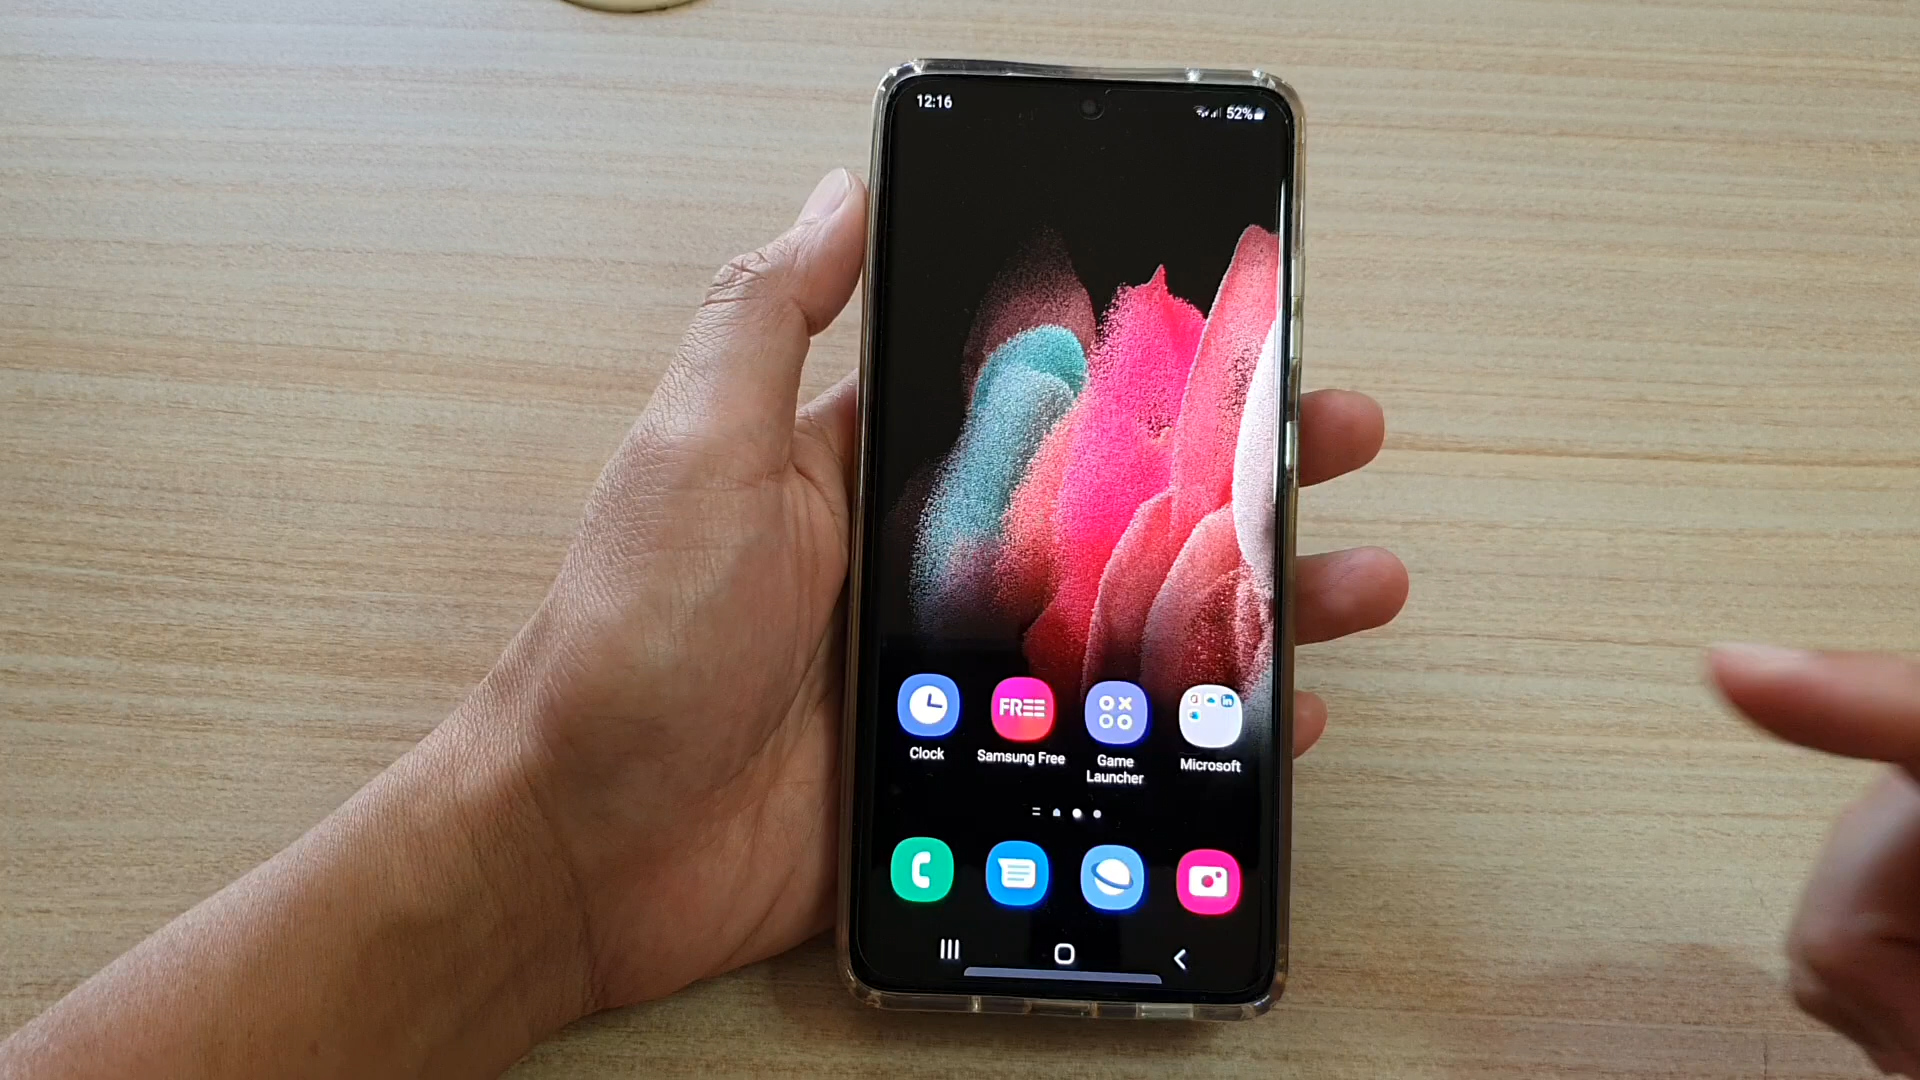 12:16
52%
FREE
Clock
Samsung Free
Game
Launcher
Microsoft